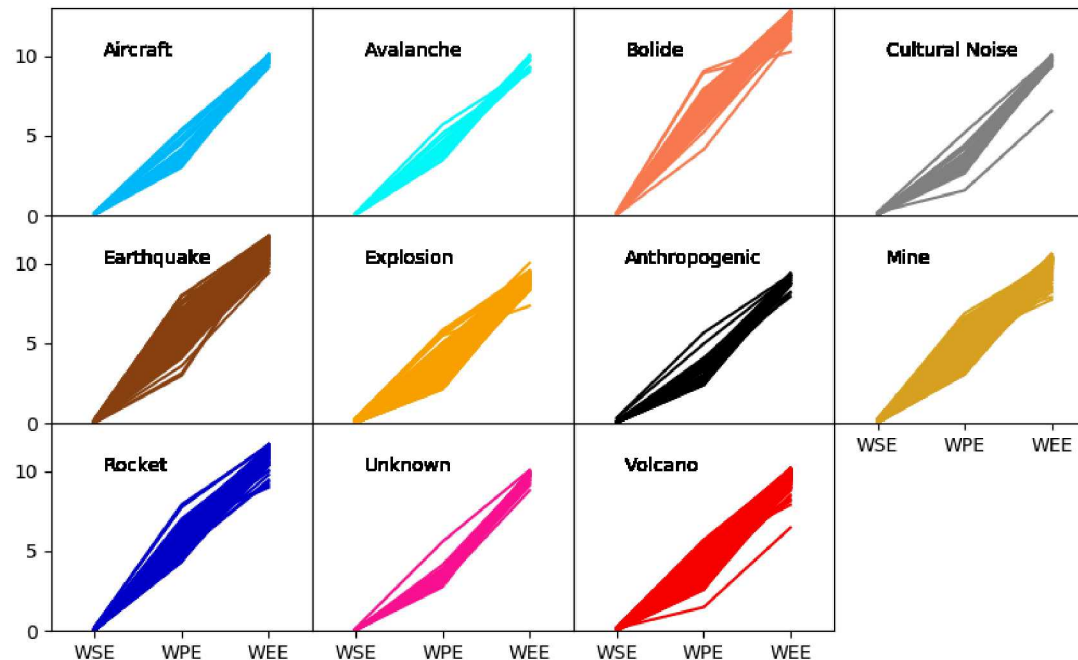 Aircraft Avalanche Bolide Cultural Noise
10
5
0
Earthquake Explosion Anthropogenic Mine
10
5
0
WSE WPE WEE
Rocket Unknown Volcano
10
5
0
WSE WPE WEE WSE WPE WEE WSE WPE WEE